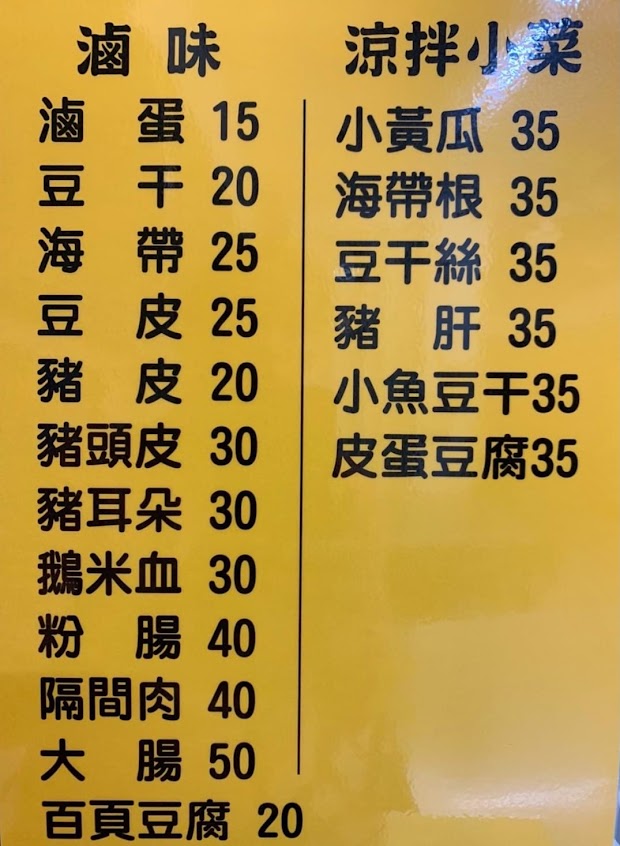 滷味
滷蛋 15
豆干 20
海帶 25
豆皮 25
豬皮 20
豬頭皮 30
豬耳朵 30
鵝米血 30
粉腸 40
隔間肉 40
大腸 50
百頁豆腐 20
涼拌小菜
小黃瓜 35
海帶根 35
豆干絲 35
豬肝 35
小魚豆干35
皮蛋豆腐35